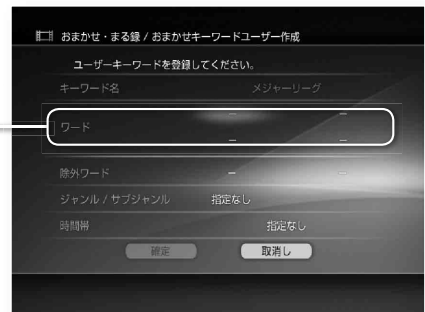 おまかせ・まる録 / おまかせキーワードユーザー作成
ユーザーキーワードを登録してください。
キーワード名 メジャーリーグ
ワード – –
– –
除外ワード – –
ジャンル / サブジャンル 指定なし
時間帯 指定なし
確定 取消し